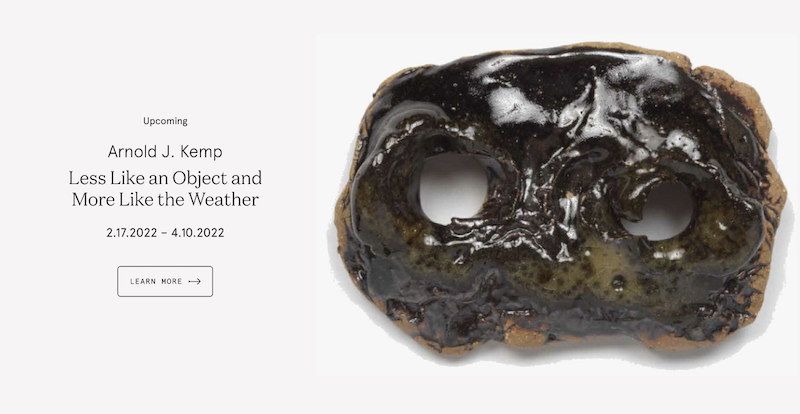 Upcoming
Arnold J. Kemp
Less Like an Object and
More Like the Weather
2.17.2022 – 4.10.2022
LEARN MORE ⟷